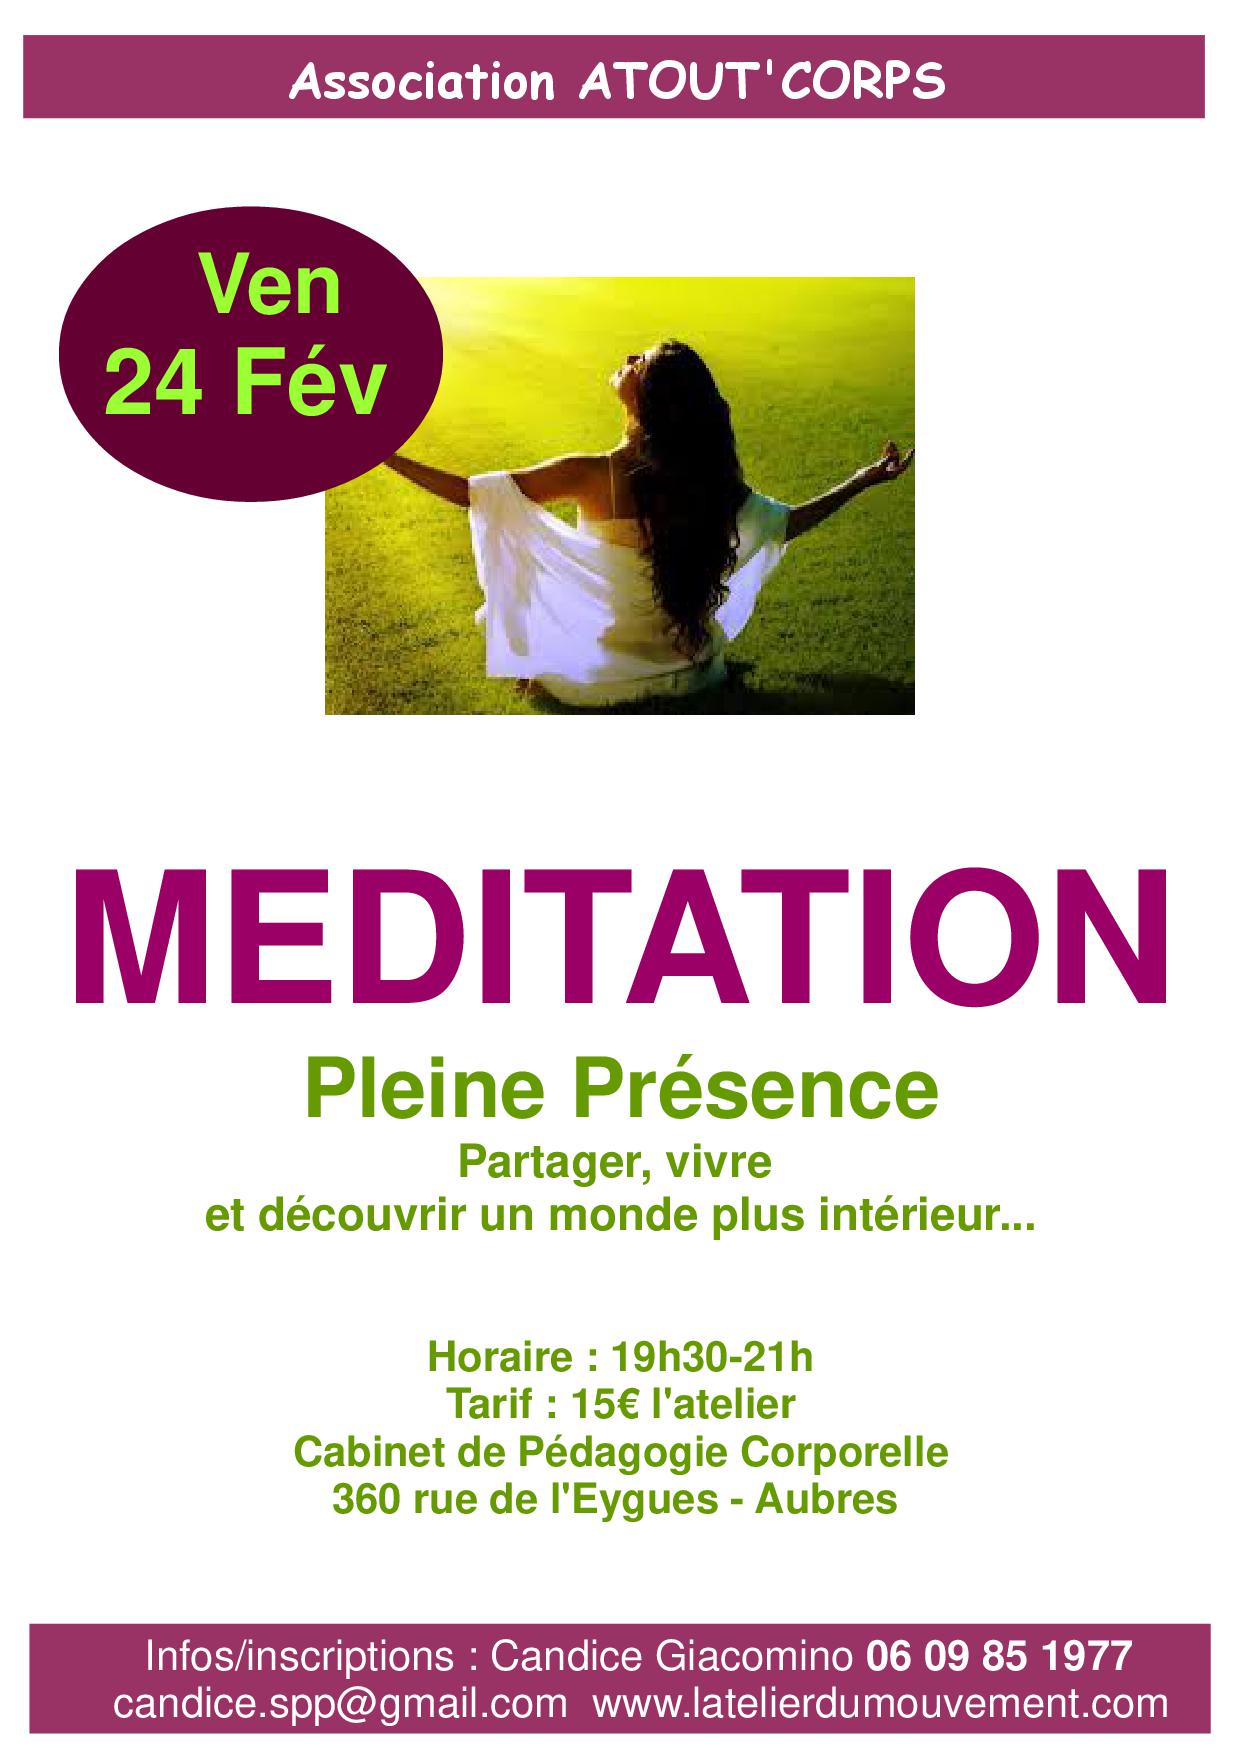 Association ATOUT'CORPS
Ven
24 Fév
MEDITATION
Pleine Présence
Partager, vivre
et découvrir un monde plus intérieur...
Horaire : 19h30-21h
Tarif : 15€ l'atelier
Cabinet de Pédagogie Corporelle
360 rue de l'Eygues - Aubres
Infos/inscriptions : Candice Giacomino 06 09 85 1977
candice.spp@gmail.com www.latelierdumouvement.com